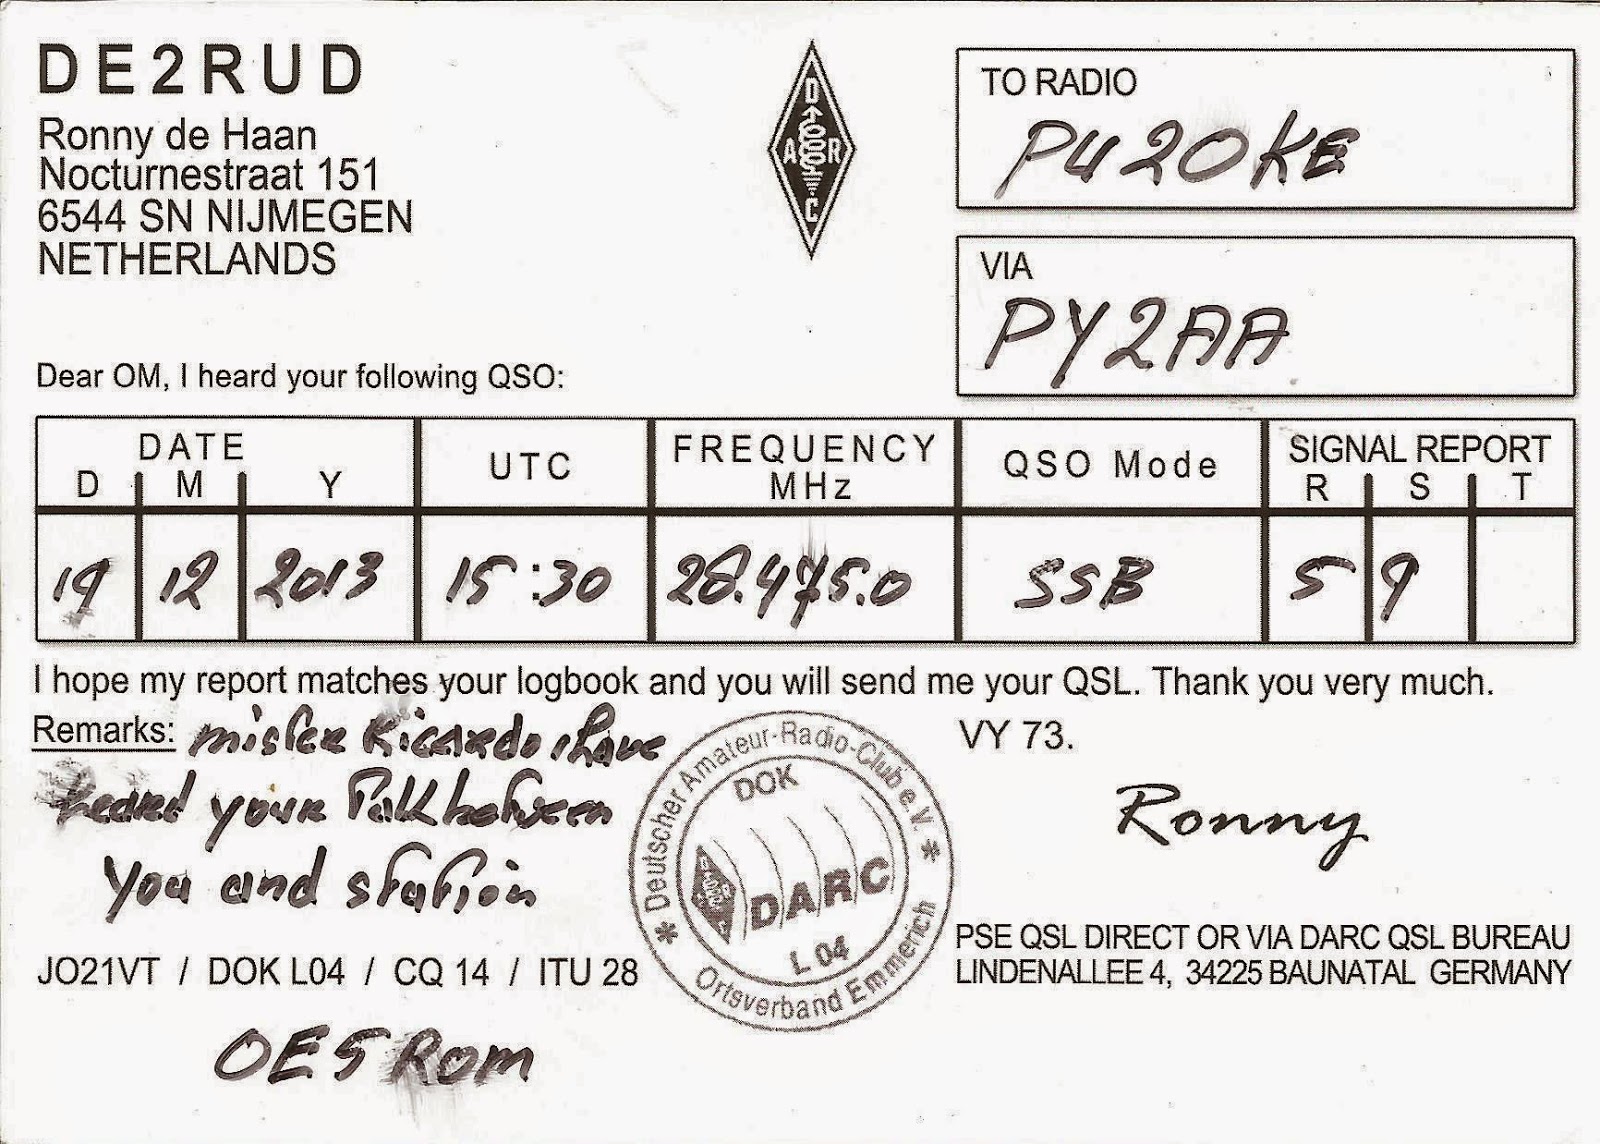 DE2RUD
Ronny de Haan
Nocturnestraat 151
6544 SN NIJMEGEN
NETHERLANDS
D
A R
C
TO RADIO
PU2OKE
VIA
PY2AA
Dear OM, I heard your following QSO:
DATE UTC FREQUENCY QSO Mode SIGNAL REPORT
D M Y MHz R S T
19 12 2013 15:30 28.475.0 SSB 5 9
I hope my report matches your logbook and you will send me your QSL. Thank you very much.
Remarks: mister Ricardo i have
heard your Talk between
you and station
OE5Rom
VY 73.
Ronny
Deutscher Amateur-Radio-Club e.V.
DOK
DARC
L 04
Ortsverband Emmerich
JO21VT / DOK L04 / CQ 14 / ITU 28
PSE QSL DIRECT OR VIA DARC QSL BUREAU
LINDENALLEE 4, 34225 BAUNATAL GERMANY